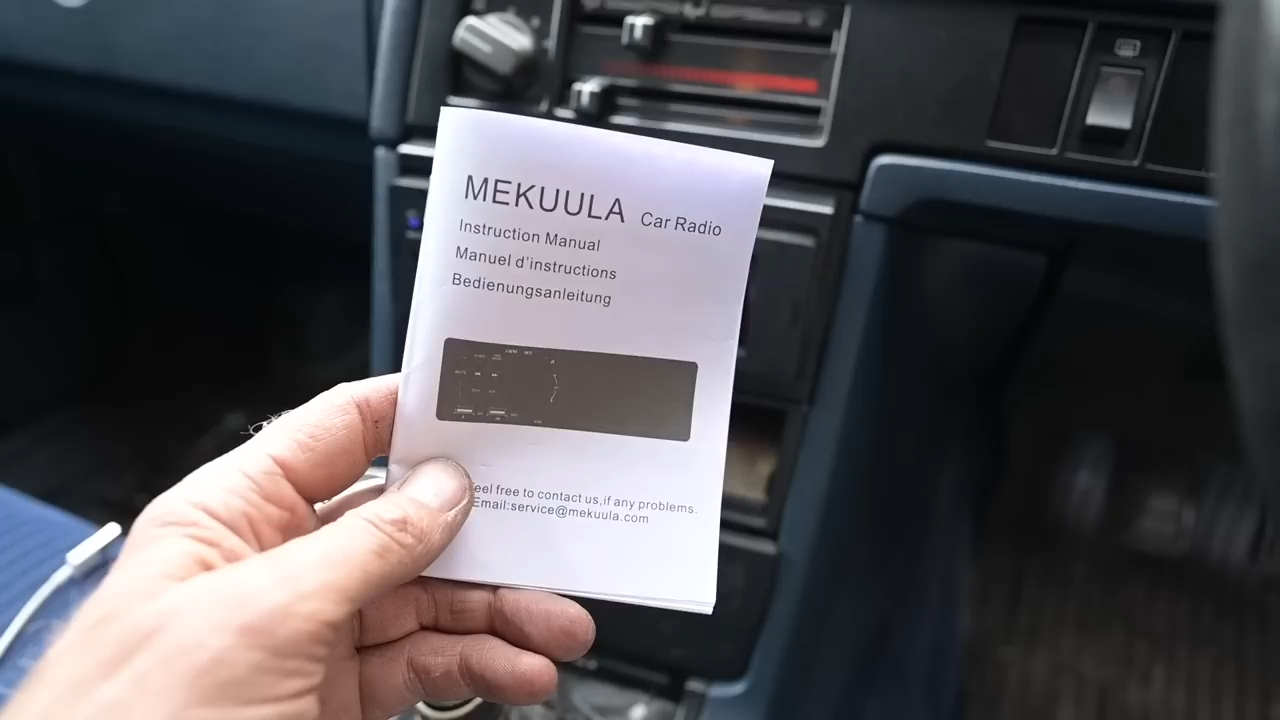 MEKUULA Car Radio
Instruction Manual
Manuel d'instructions
Bedienungsanleitung
eel free to contact us,if any problems.
Email:service@mekuula.com